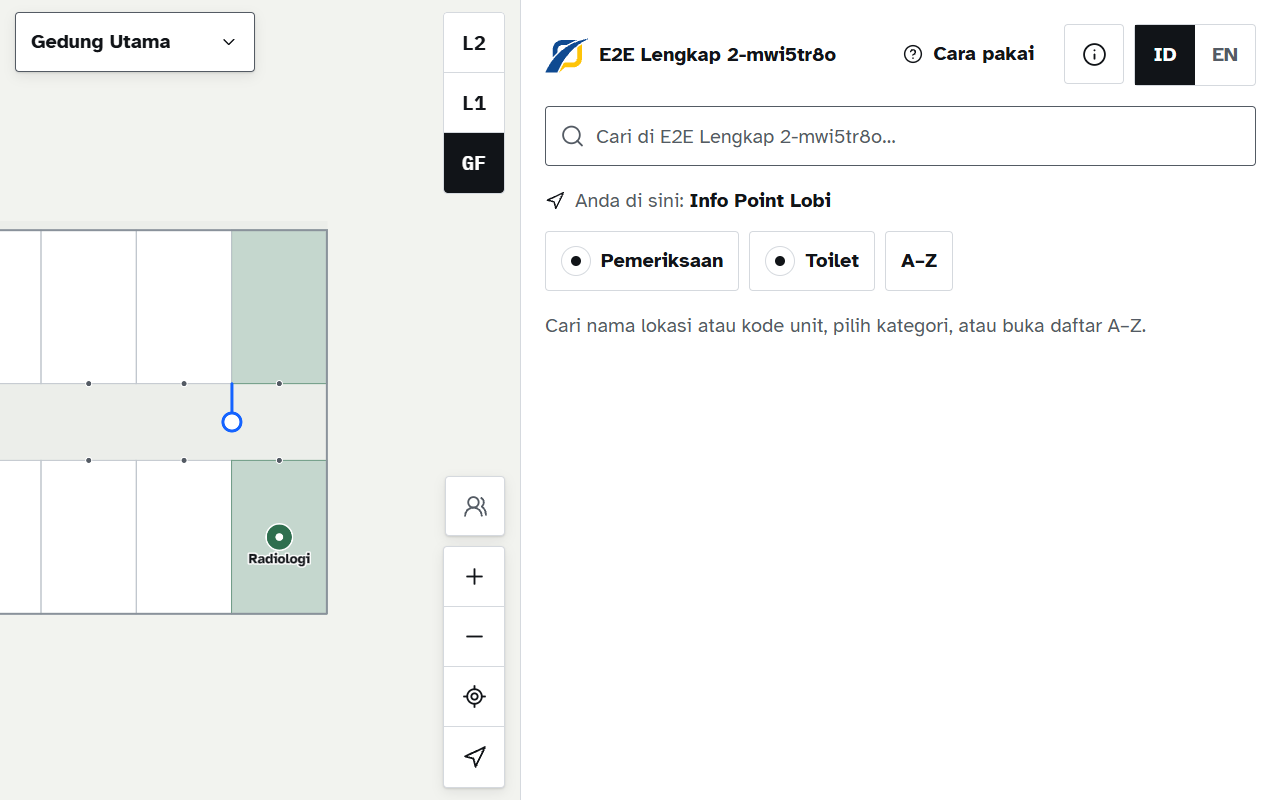 Gedung Utama
L2
L1
GF
Radiologi
E2E Lengkap 2-mwi5tr8o
Cara pakai
ID
EN
Cari di E2E Lengkap 2-mwi5tr8o...
Anda di sini: Info Point Lobi
Pemeriksaan
Toilet
A–Z
Cari nama lokasi atau kode unit, pilih kategori, atau buka daftar A–Z.